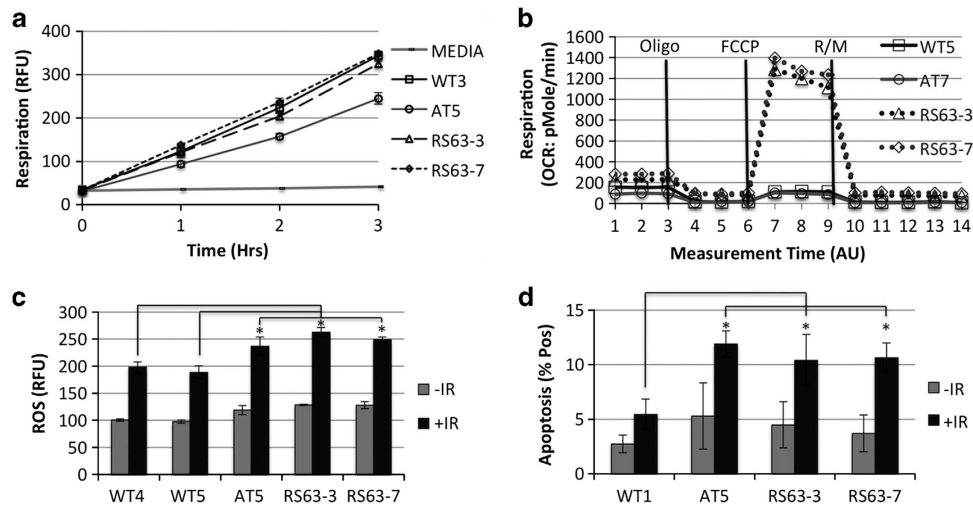 a
Respiration (RFU)
400
300
200
100
0
0
1
2
3
Time (Hrs)
MEDIA
WT3
AT5
RS63-3
RS63-7
b
Respiration
(OCR: pMole/min)
1600
1400
1200
1000
800
600
400
200
0
Oligo
FCCP
R/M
1 2 3 4 5 6 7 8 9 10 11 12 13 14
Measurement Time (AU)
WT5
AT7
RS63-3
RS63-7
c
ROS (RFU)
300
250
200
150
100
50
0
* * *
WT4 WT5 AT5 RS63-3 RS63-7
-IR
+IR
d
Apoptosis (% Pos)
15
10
5
0
* * *
WT1 AT5 RS63-3 RS63-7
-IR
+IR